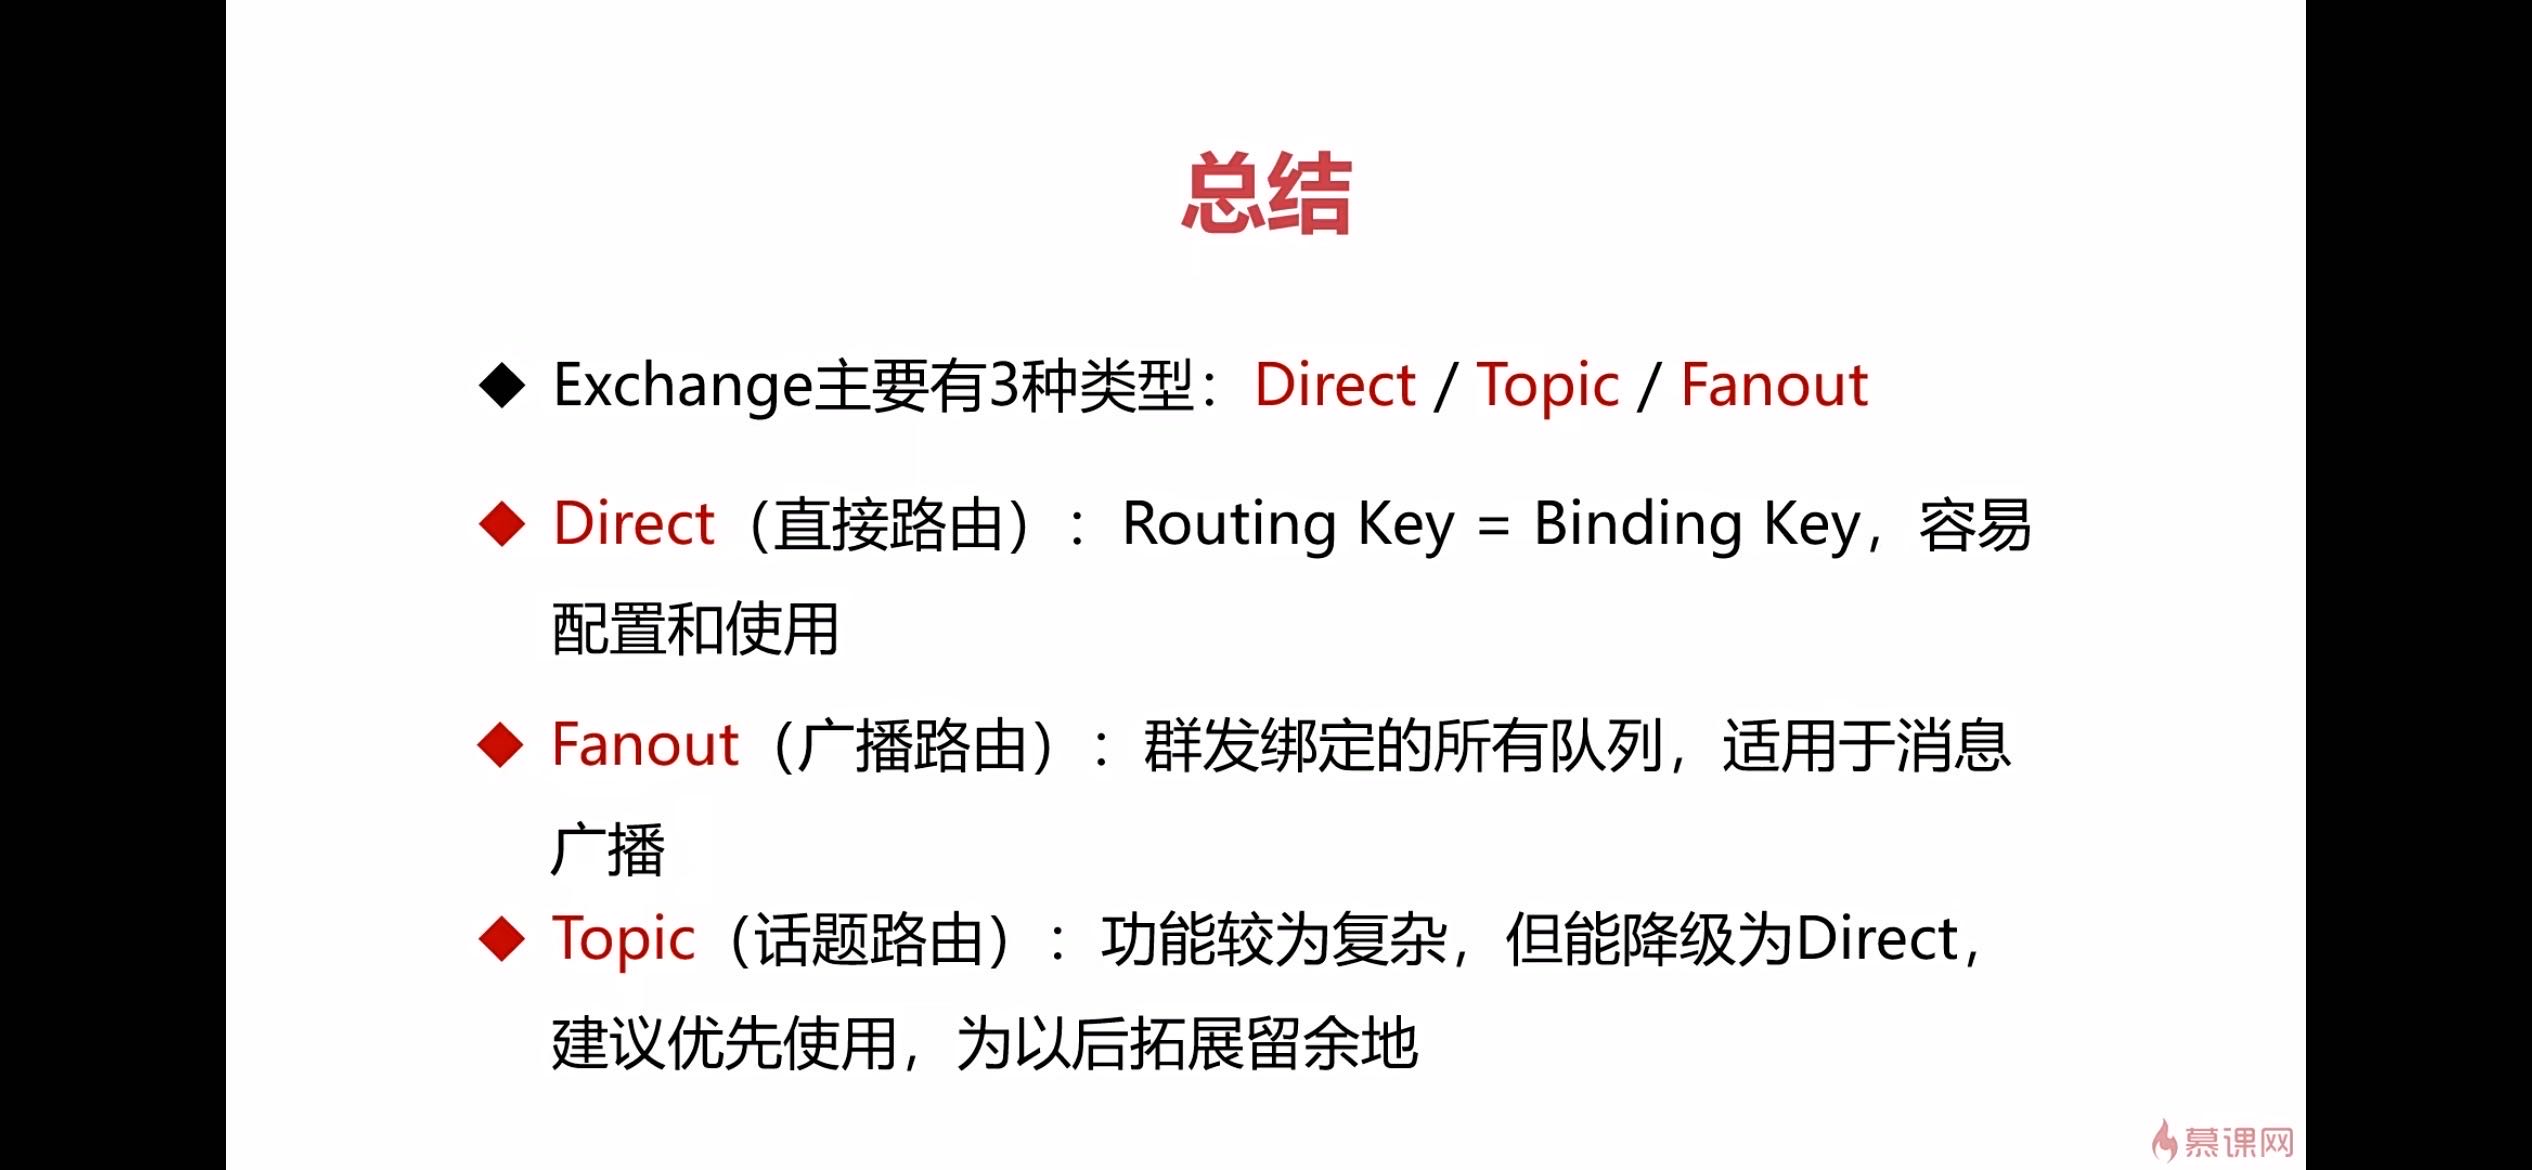 总结
Exchange主要有3种类型：Direct / Topic / Fanout
Direct（直接路由）：Routing Key = Binding Key，容易
配置和使用
Fanout（广播路由）：群发绑定的所有队列，适用于消息
广播
Topic（话题路由）：功能较为复杂，但能降级为Direct，
建议优先使用，为以后拓展留余地
慕课网